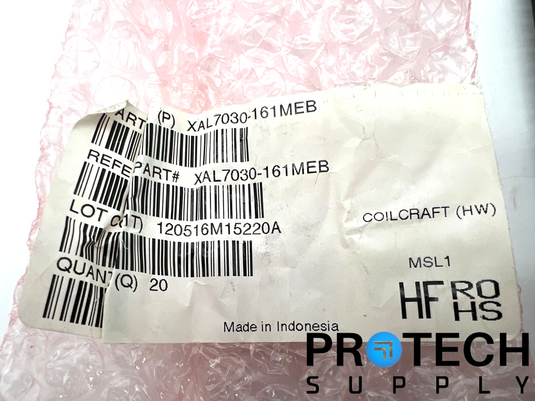 PART (P) XAL7030-161MEB
REFE PART# XAL7030-161MEB
LOT C(1T) 120516M15220A
COILCRAFT (HW)
QUANT(Q) 20
MSL1
HF RO
HS
Made in Indonesia
PROTECH
SUPPLY